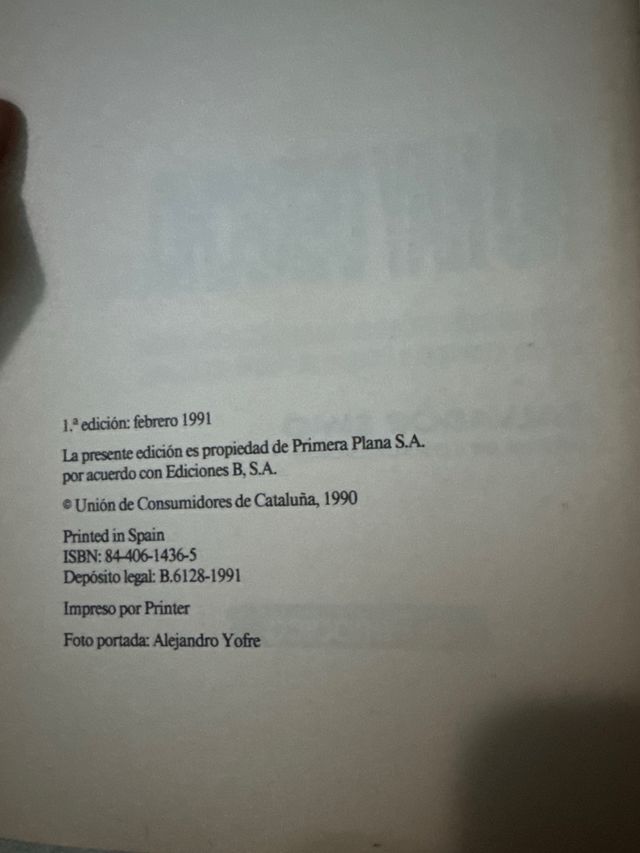 1.ª edición: febrero 1991
La presente edición es propiedad de Primera Plana S.A.
por acuerdo con Ediciones B, S.A.
© Unión de Consumidores de Cataluña, 1990
Printed in Spain
ISBN: 84-406-1436-5
Depósito legal: B.6128-1991
Impreso por Printer
Foto portada: Alejandro Yofre